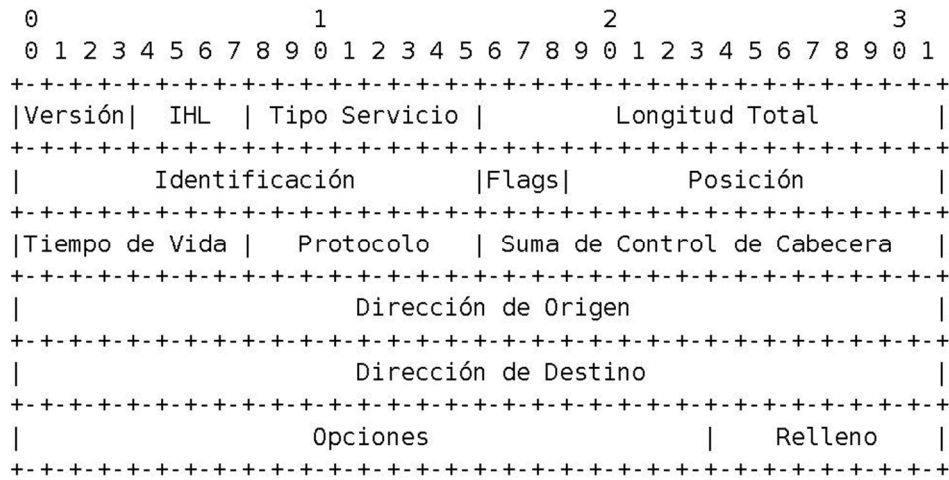 0                   1                   2                   3
 0 1 2 3 4 5 6 7 8 9 0 1 2 3 4 5 6 7 8 9 0 1 2 3 4 5 6 7 8 9 0 1
+-+-+-+-+-+-+-+-+-+-+-+-+-+-+-+-+-+-+-+-+-+-+-+-+-+-+-+-+-+-+-+-+
|Versión|  IHL  | Tipo Servicio |         Longitud Total        |
+-+-+-+-+-+-+-+-+-+-+-+-+-+-+-+-+-+-+-+-+-+-+-+-+-+-+-+-+-+-+-+-+
|         Identificación        |Flags|        Posición         |
+-+-+-+-+-+-+-+-+-+-+-+-+-+-+-+-+-+-+-+-+-+-+-+-+-+-+-+-+-+-+-+-+
|Tiempo de Vida |   Protocolo   | Suma de Control de Cabecera   |
+-+-+-+-+-+-+-+-+-+-+-+-+-+-+-+-+-+-+-+-+-+-+-+-+-+-+-+-+-+-+-+-+
|                       Dirección de Origen                     |
+-+-+-+-+-+-+-+-+-+-+-+-+-+-+-+-+-+-+-+-+-+-+-+-+-+-+-+-+-+-+-+-+
|                       Dirección de Destino                    |
+-+-+-+-+-+-+-+-+-+-+-+-+-+-+-+-+-+-+-+-+-+-+-+-+-+-+-+-+-+-+-+-+
|                    Opciones                   |    Relleno    |
+-+-+-+-+-+-+-+-+-+-+-+-+-+-+-+-+-+-+-+-+-+-+-+-+-+-+-+-+-+-+-+-+